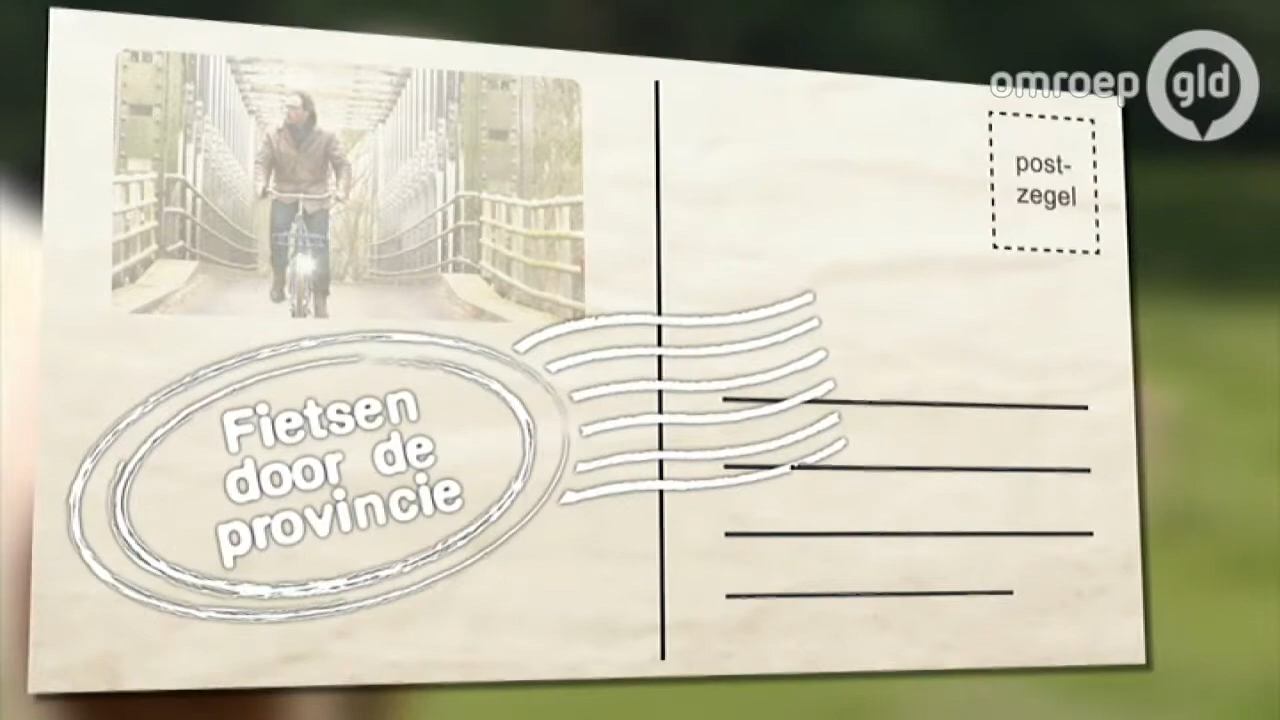 omroep gld
post-
zegel
Fietsen
door de
provincie